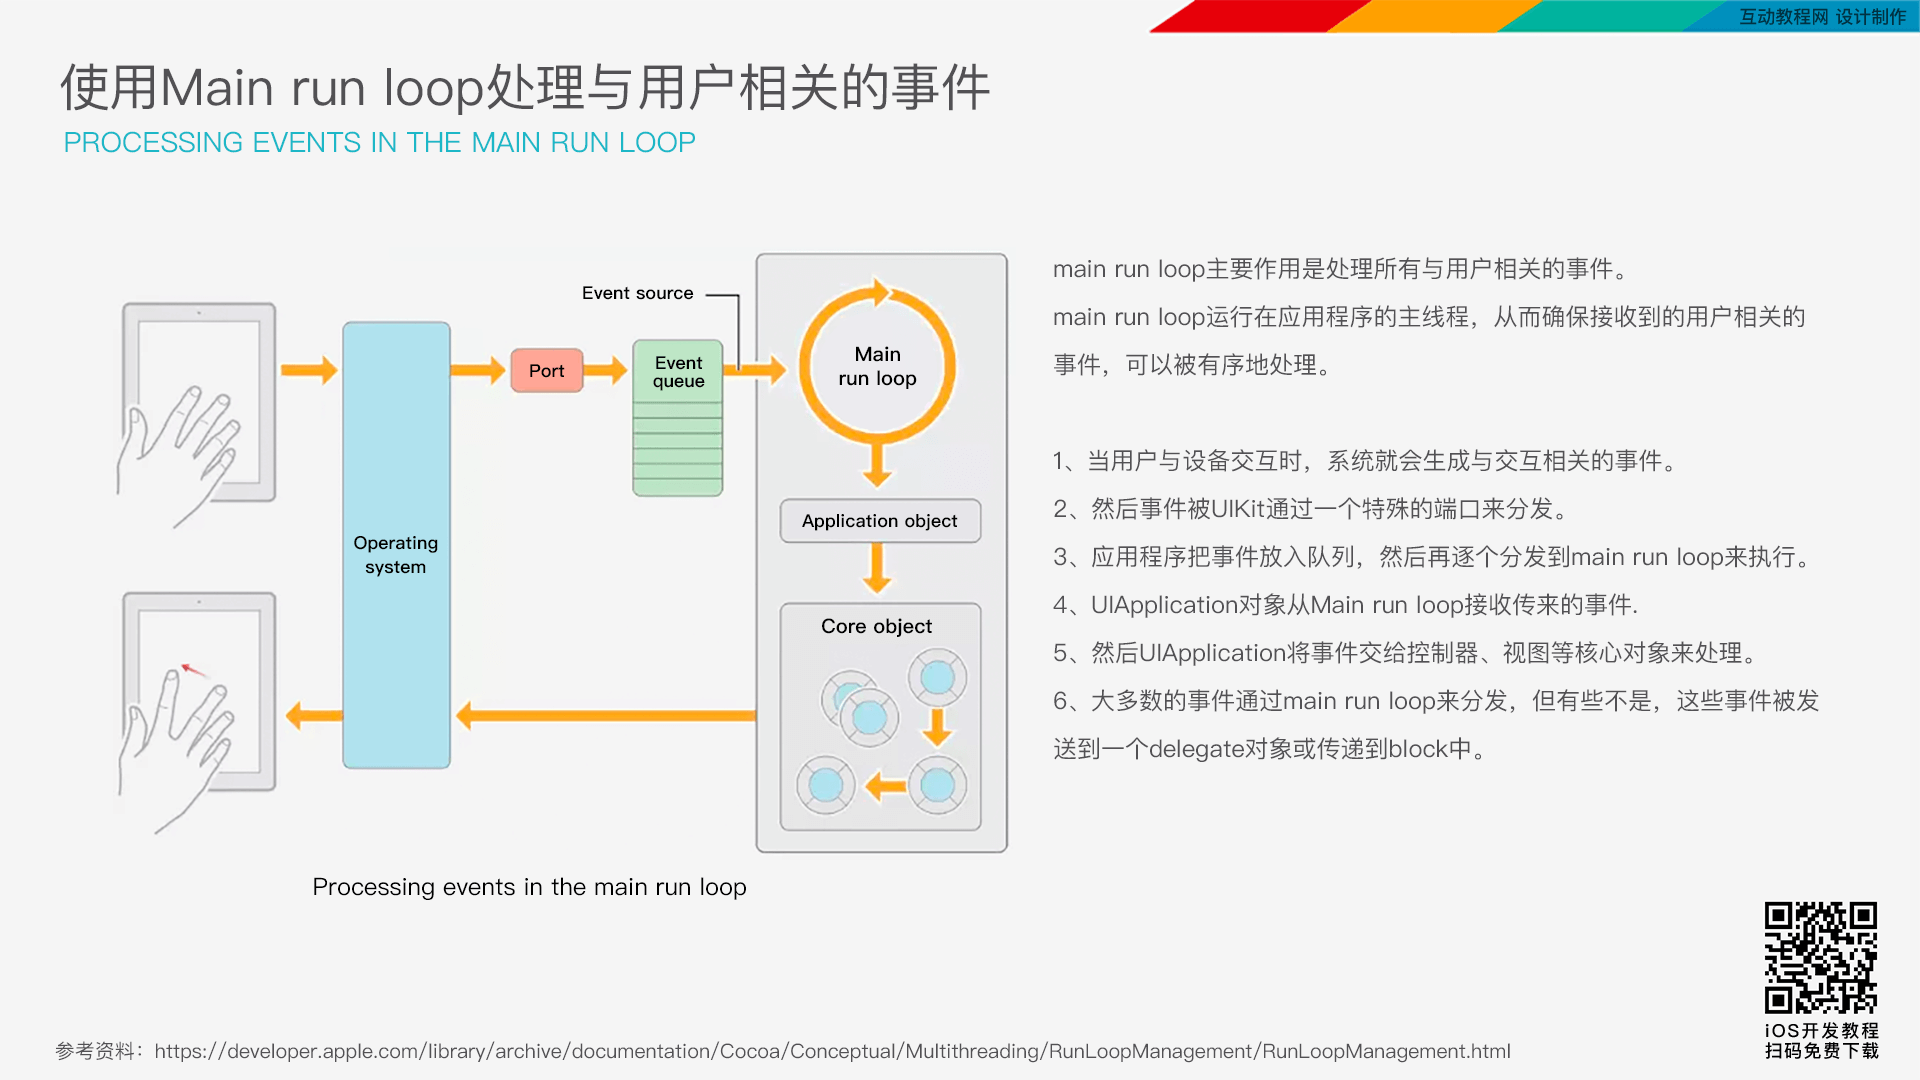 互动教程网 设计制作
使用Main run loop处理与用户相关的事件
PROCESSING EVENTS IN THE MAIN RUN LOOP
Event source
Main
run loop
Port
Event
queue
Application object
Operating
system
Core object
Processing events in the main run loop
main run loop主要作用是处理所有与用户相关的事件。
main run loop运行在应用程序的主线程，从而确保接收到的用户相关的
事件，可以被有序地处理。
1、当用户与设备交互时，系统就会生成与交互相关的事件。
2、然后事件被UIKit通过一个特殊的端口来分发。
3、应用程序把事件放入队列，然后再逐个分发到main run loop来执行。
4、UIApplication对象从Main run loop接收传来的事件.
5、然后UIApplication将事件交给控制器、视图等核心对象来处理。
6、大多数的事件通过main run loop来分发，但有些不是，这些事件被发
送到一个delegate对象或传递到block中。
iOS开发教程
扫码免费下载
参考资料：https://developer.apple.com/library/archive/documentation/Cocoa/Conceptual/Multithreading/RunLoopManagement/RunLoopManagement.html